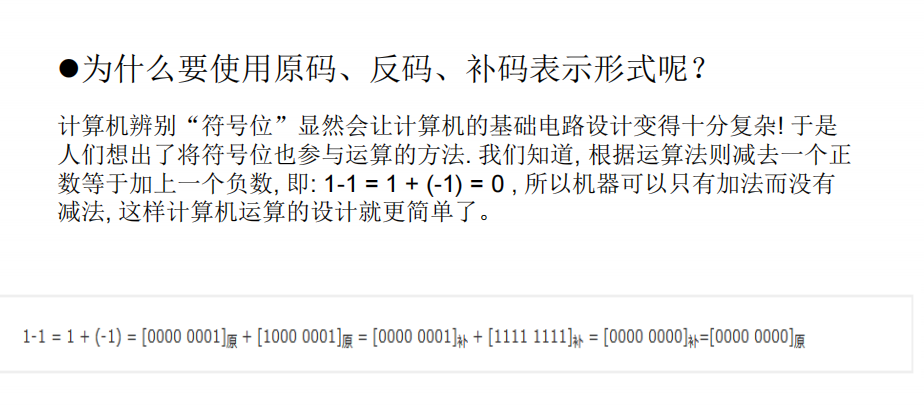 ●为什么要使用原码、反码、补码表示形式呢？
计算机辨别“符号位”显然会让计算机的基础电路设计变得十分复杂! 于是
人们想出了将符号位也参与运算的方法. 我们知道, 根据运算法则减去一个正
数等于加上一个负数, 即: 1-1 = 1 + (-1) = 0 , 所以机器可以只有加法而没有
减法, 这样计算机运算的设计就更简单了。
1-1 = 1 + (-1) = [0000 0001]原 + [1000 0001]原 = [0000 0001]补 + [1111 1111]补 = [0000 0000]补=[0000 0000]原